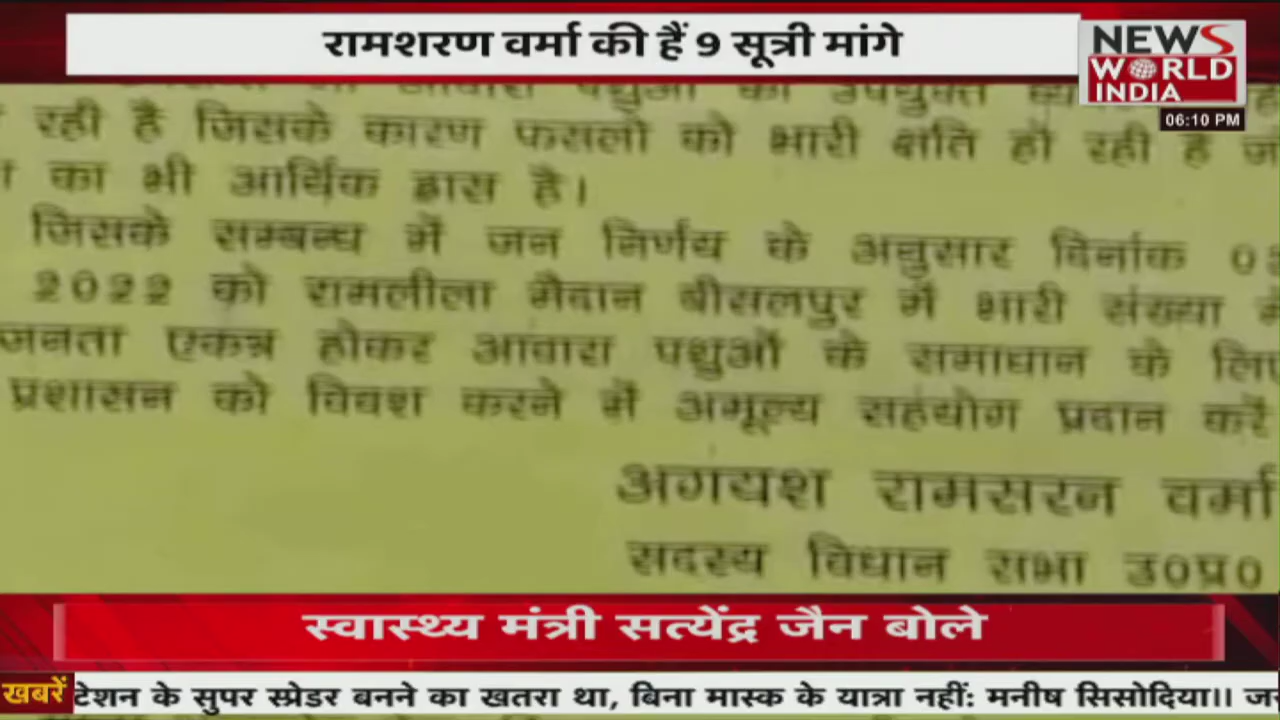 रामशरण वर्मा की हैं 9 सूत्री मांगे
NEWS
WORLD
INDIA
06:10 PM
रही है जिसके कारण फसलो को भारी क्षति हो रही है
का भी आर्थिक ह्रास है।
जिसके सम्बन्ध में जन निर्णय के अनुसार दिनांक
2022 को रामलीला मैदान बीसलपुर में भारी संख्या
जनता एकत्र होकर आवारा पशुओं के समाधान के
प्रशासन को विवश करने में अमूल्य सहयोग प्रदान करें
अगयश रामसरन वर्मा
सदस्य विधान सभा उ0प्र0
स्वास्थ्य मंत्री सत्येंद्र जैन बोले
खबरें टेशन के सुपर स्प्रेडर बनने का खतरा था, बिना मास्क के यात्रा नहीं: मनीष सिसोदिया।।